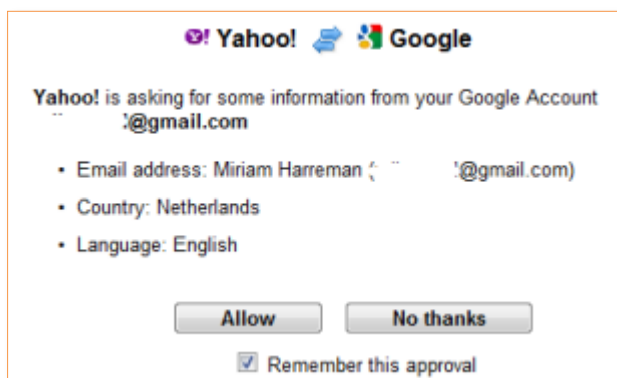 Yahoo! Google
Yahoo! is asking for some information from your Google Account
@gmail.com
• Email address: Miriam Harreman ( @gmail.com)
• Country: Netherlands
• Language: English
Allow No thanks
Remember this approval